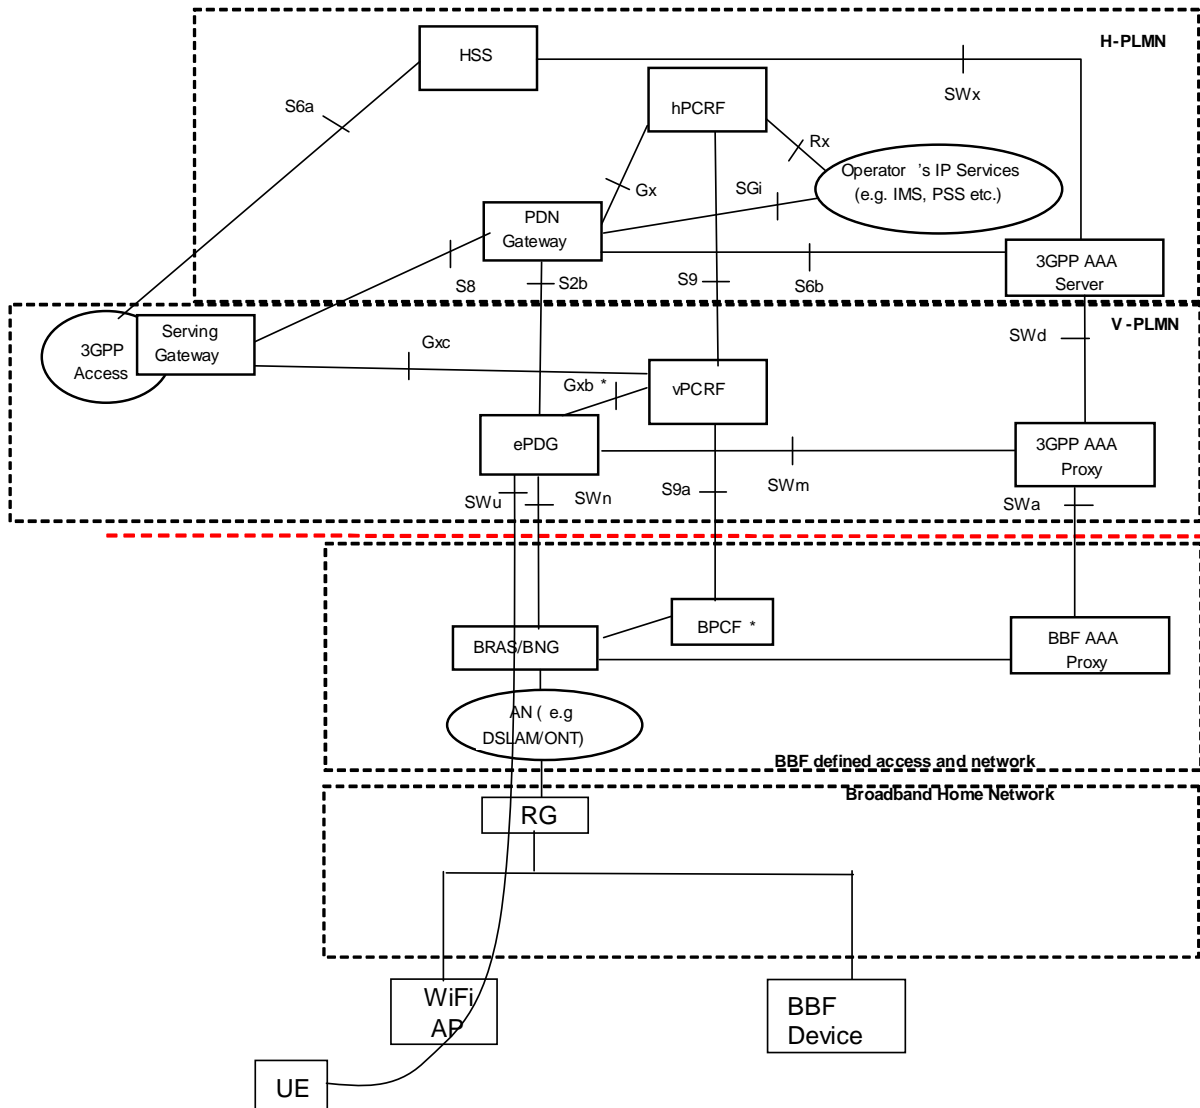 H-PLMN
HSS
SWx
S6a
hPCRF
Rx
Operator 's IP Services
(e.g. IMS, PSS etc.)
Gx
SGi
PDN
Gateway
3GPP AAA
Server
S8
S2b
S9
S6b
V -PLMN
3GPP
Access
Serving
Gateway
Gxc
SWd
Gxb *
vPCRF
ePDG
3GPP AAA
Proxy
SWu
SWn
S9a
SWm
SWa
BPCF *
BRAS/BNG
BBF AAA
Proxy
AN ( e.g
DSLAM/ONT)
BBF defined access and network
Broadband Home Network
RG
WiFi
AP
BBF
Device
UE